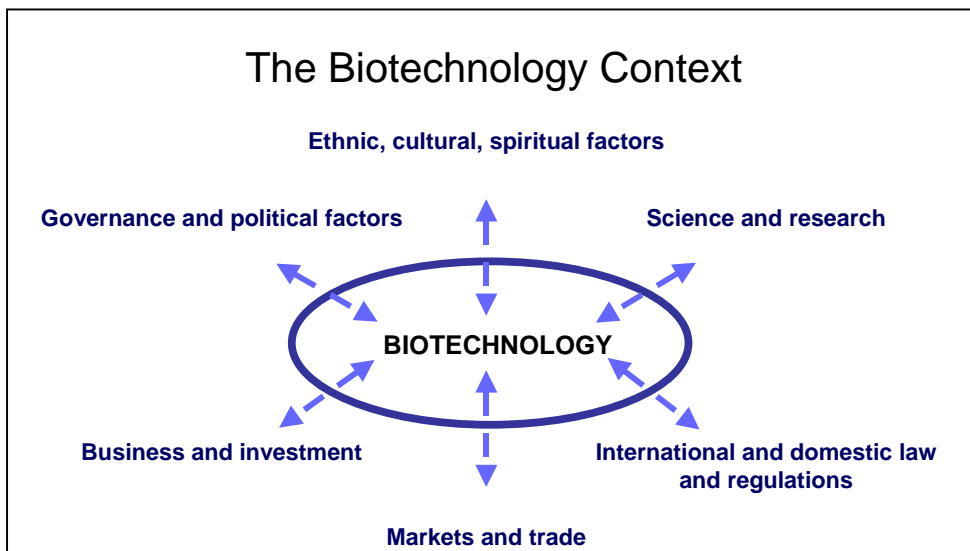 The Biotechnology Context
Ethnic, cultural, spiritual factors
Governance and political factors
Science and research
BIOTECHNOLOGY
Business and investment
International and domestic law
and regulations
Markets and trade